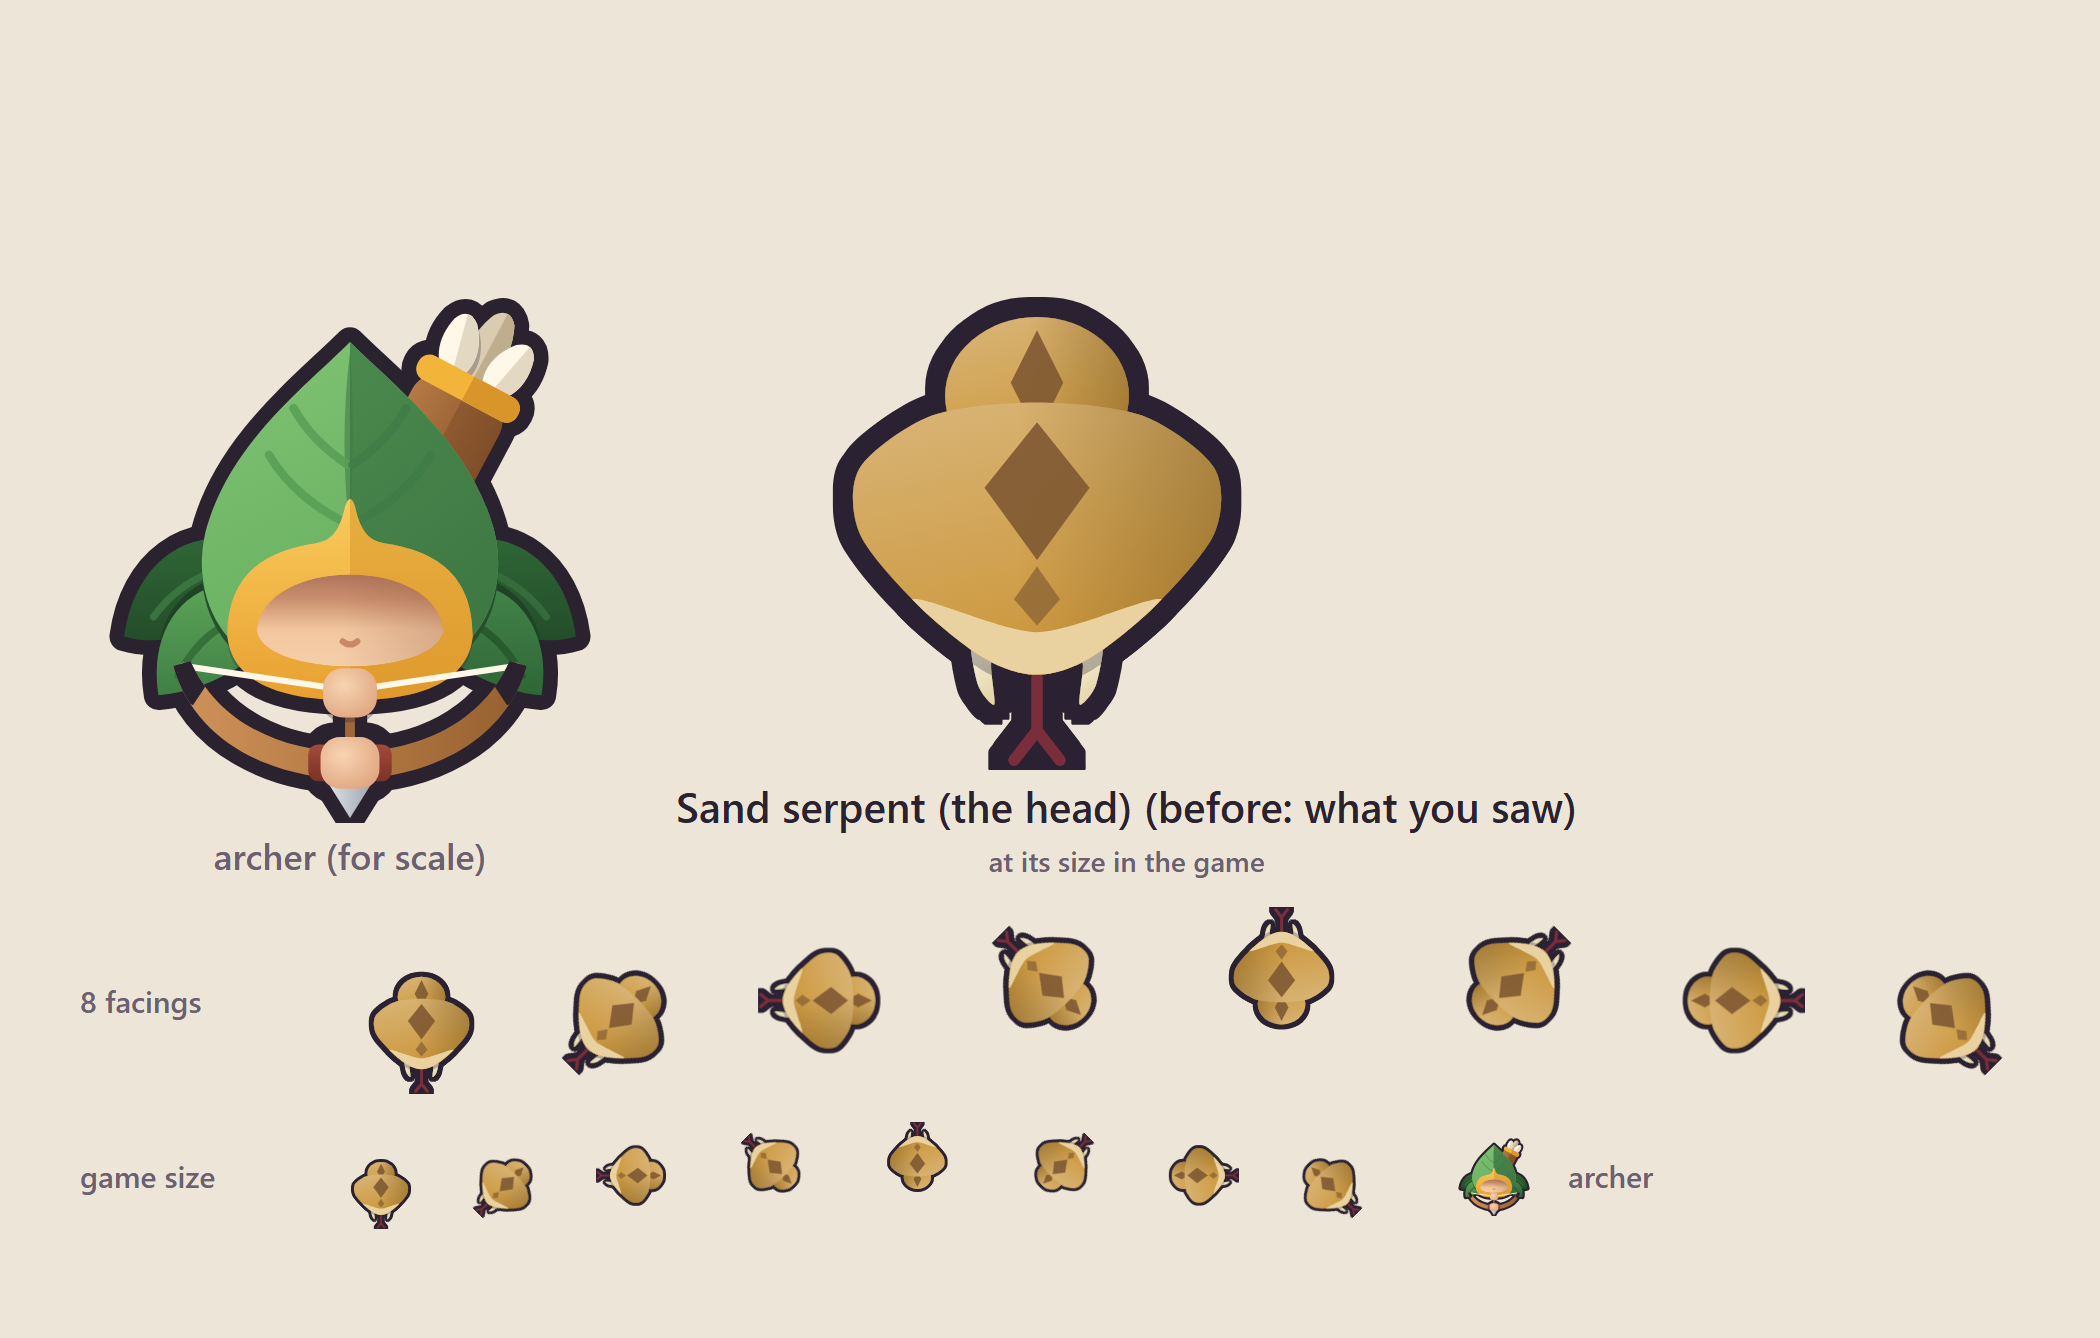 Sand serpent (the head) (before: what you saw)
archer (for scale)
at its size in the game
8 facings
game size
archer